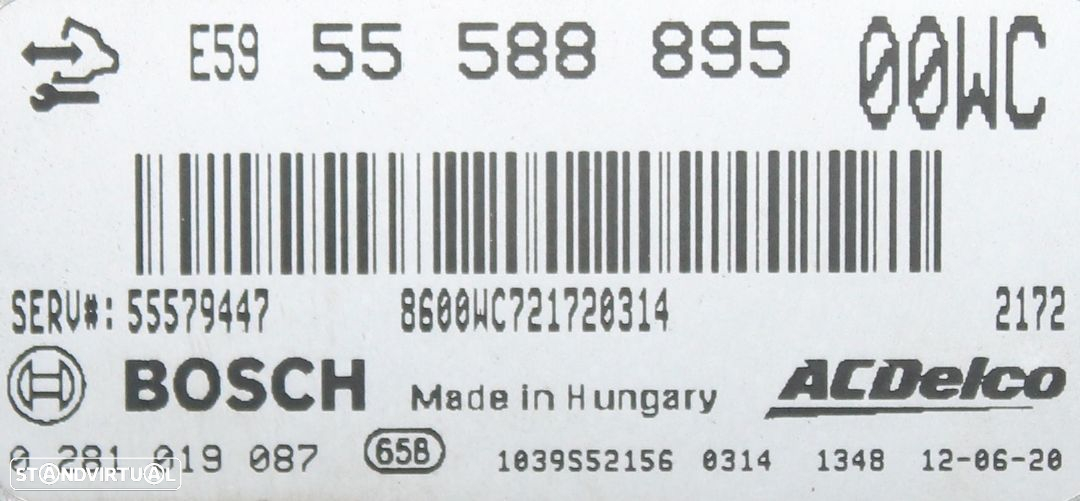 E59 55 588 895 00WC
SERV#: 55579447 8600WC721720314 2172
BOSCH Made in Hungary ACDelco
0 281 019 087 658 1039S52156 0314 1348 12-06-20
STANDVIRTUAL